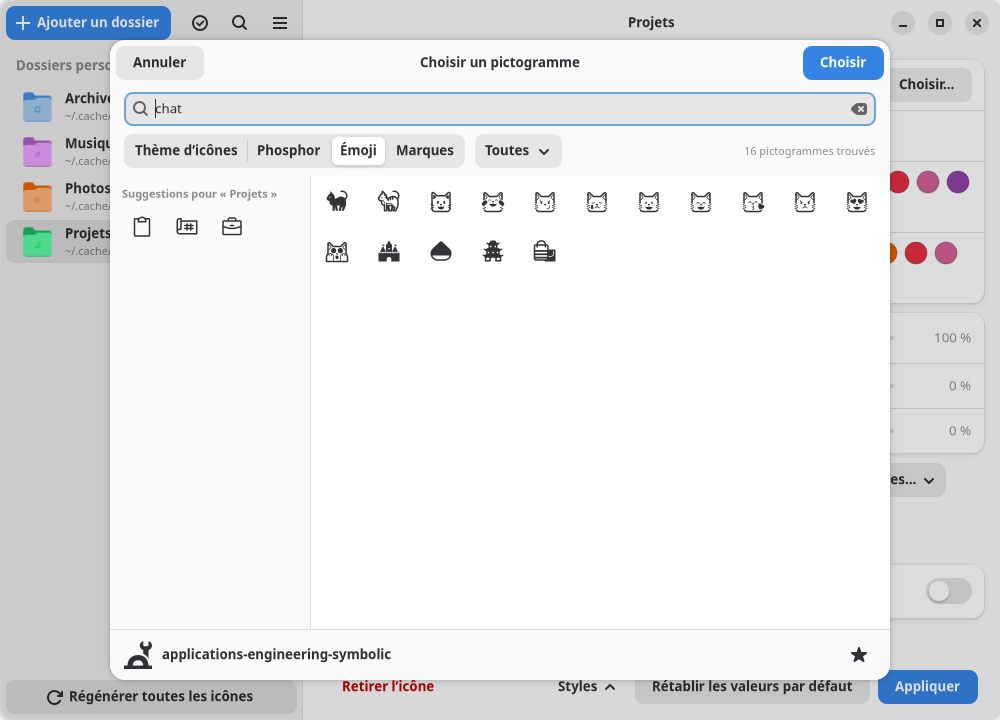 Ajouter un dossier
Projets
Dossiers perso
Annuler
Choisir un pictogramme
Choisir
Choisir...
Archive
~/.cache/
chat
Musiqu
~/.cache/
Thème d'icônes
Phosphor
Émoji
Marques
Toutes
16 pictogrammes trouvés
Photos
~/.cache/
Suggestions pour « Projets »
Projets
~/.cache/
100 %
0 %
0 %
es...
applications-engineering-symbolic
Régénérer toutes les icônes
Retirer l'icône
Styles
Rétablir les valeurs par défaut
Appliquer